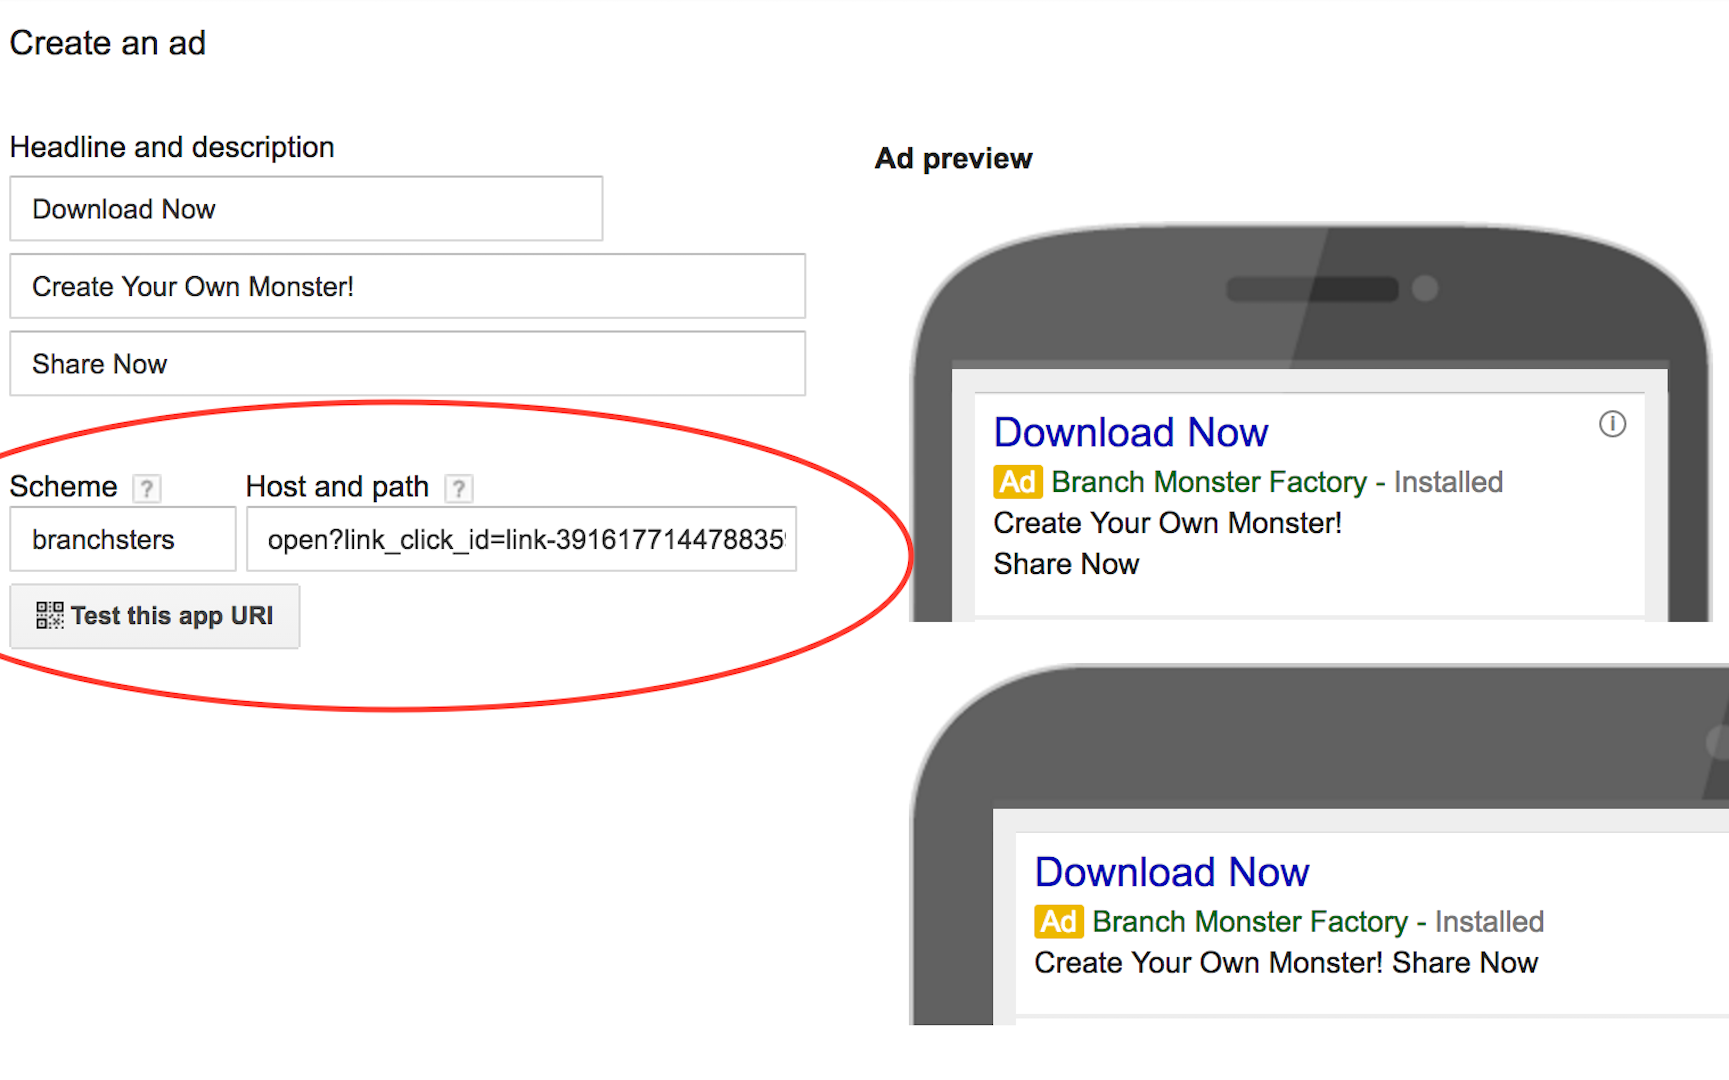 Create an ad
Headline and description
Download Now
Create Your Own Monster!
Share Now
Scheme ? Host and path ?
branchsters open?link_click_id=link-391617714478835
Test this app URI
Ad preview
Download Now
Ad Branch Monster Factory - Installed
Create Your Own Monster!
Share Now
Download Now
Ad Branch Monster Factory - Installed
Create Your Own Monster! Share Now